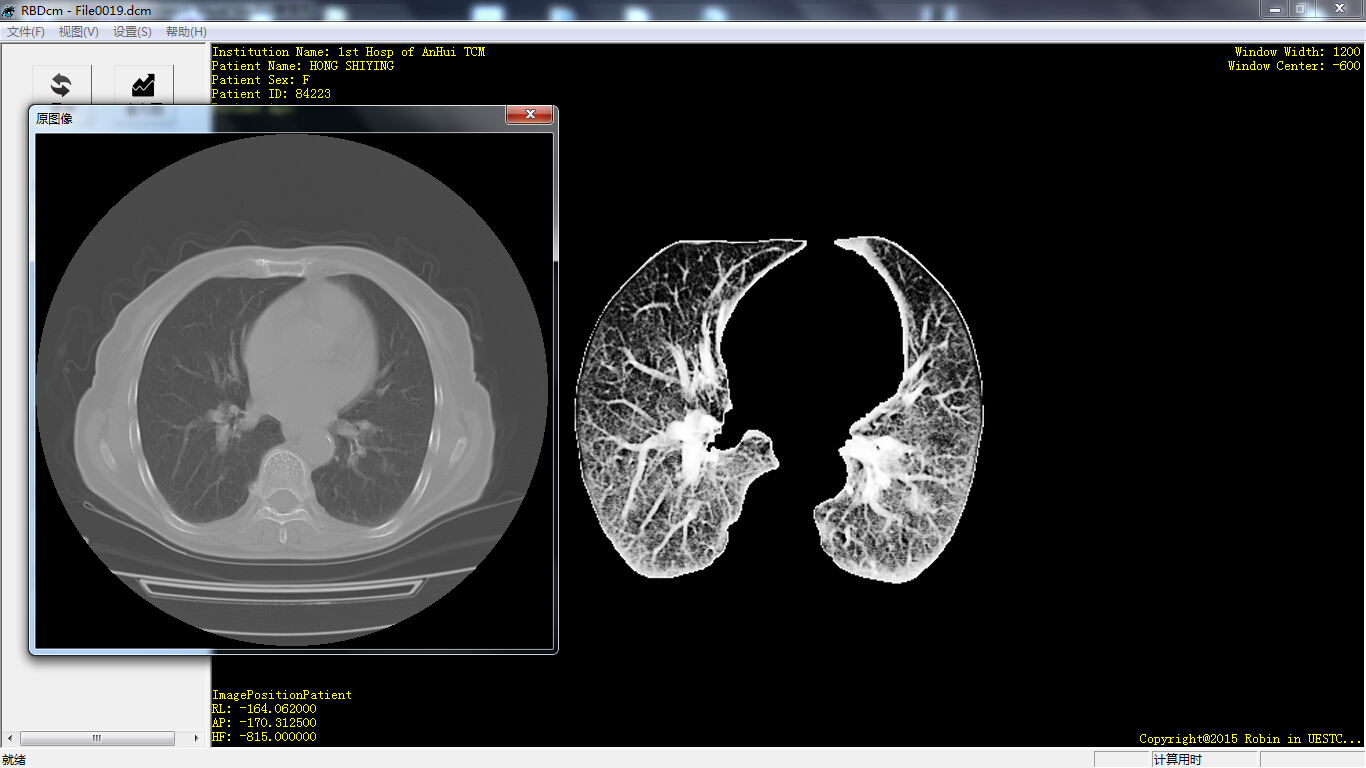 RBDcm - File0019.dcm
文件(F) 视图(V) 设置(S) 帮助(H)
Institution Name: 1st Hosp of AnHui TCM
Patient Name: HONG SHIYING
Patient Sex: F
Patient ID: 84223
Window Width: 1200
Window Center: -600
原图像
ImagePositionPatient
RL: -164.062000
AP: -170.312500
HF: -815.000000
Copyright@2015 Robin in UESTC...
就绪
计算用时